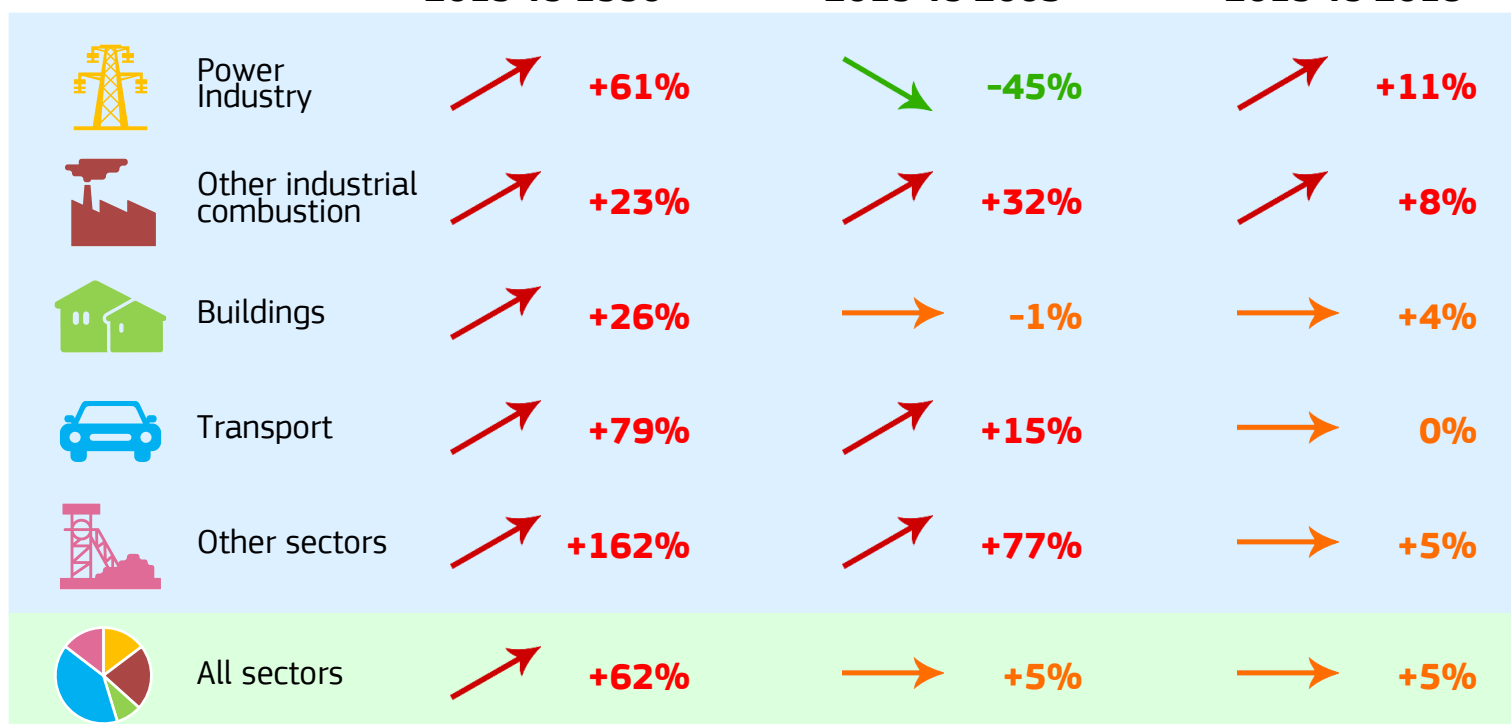 Power
Industry
+61%
-45%
+11%
Other industrial
combustion
+23%
+32%
+8%
Buildings
+26%
-1%
+4%
Transport
+79%
+15%
0%
Other sectors
+162%
+77%
+5%
All sectors
+62%
+5%
+5%